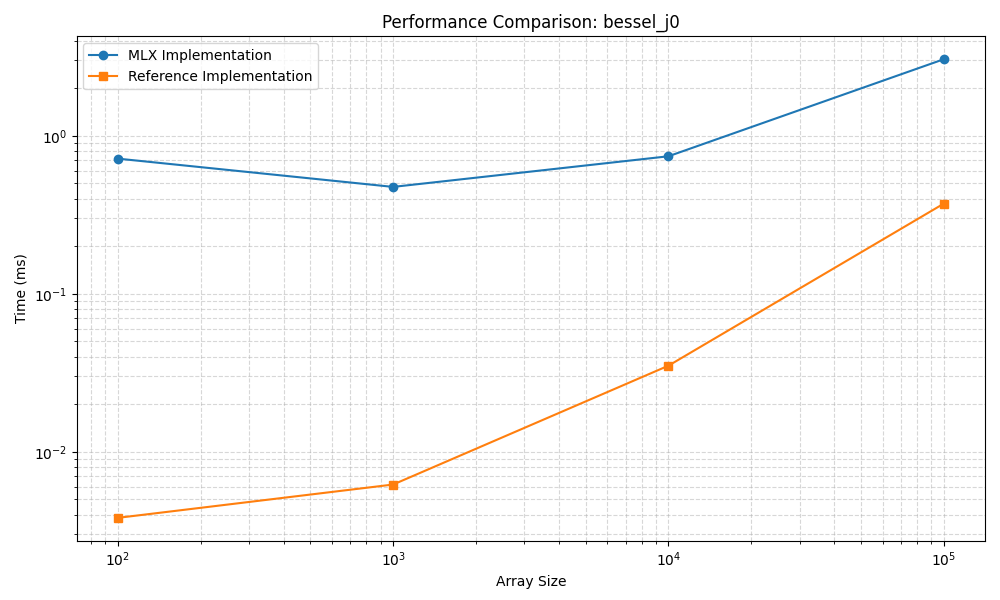 Performance Comparison: bessel_j0
MLX Implementation
Reference Implementation
Time (ms)
10⁰
10⁻¹
10⁻²
10²
10³
10⁴
10⁵
Array Size